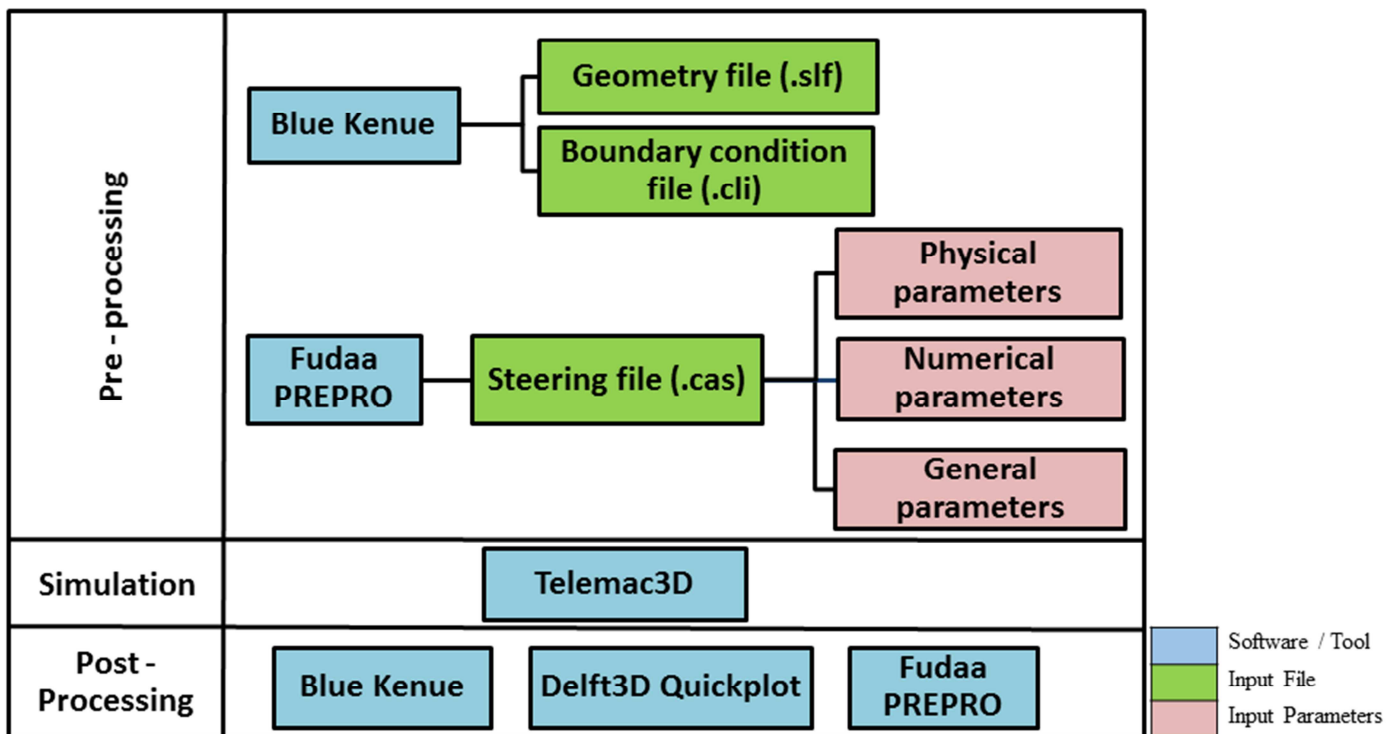 Pre - processing
Blue Kenue
Geometry file (.slf)
Boundary condition
file (.cli)
Fudaa
PREPRO
Steering file (.cas)
Physical
parameters
Numerical
parameters
General
parameters
Simulation
Telemac3D
Post -
Processing
Blue Kenue
Delft3D Quickplot
Fudaa
PREPRO
Software / Tool
Input File
Input Parameters